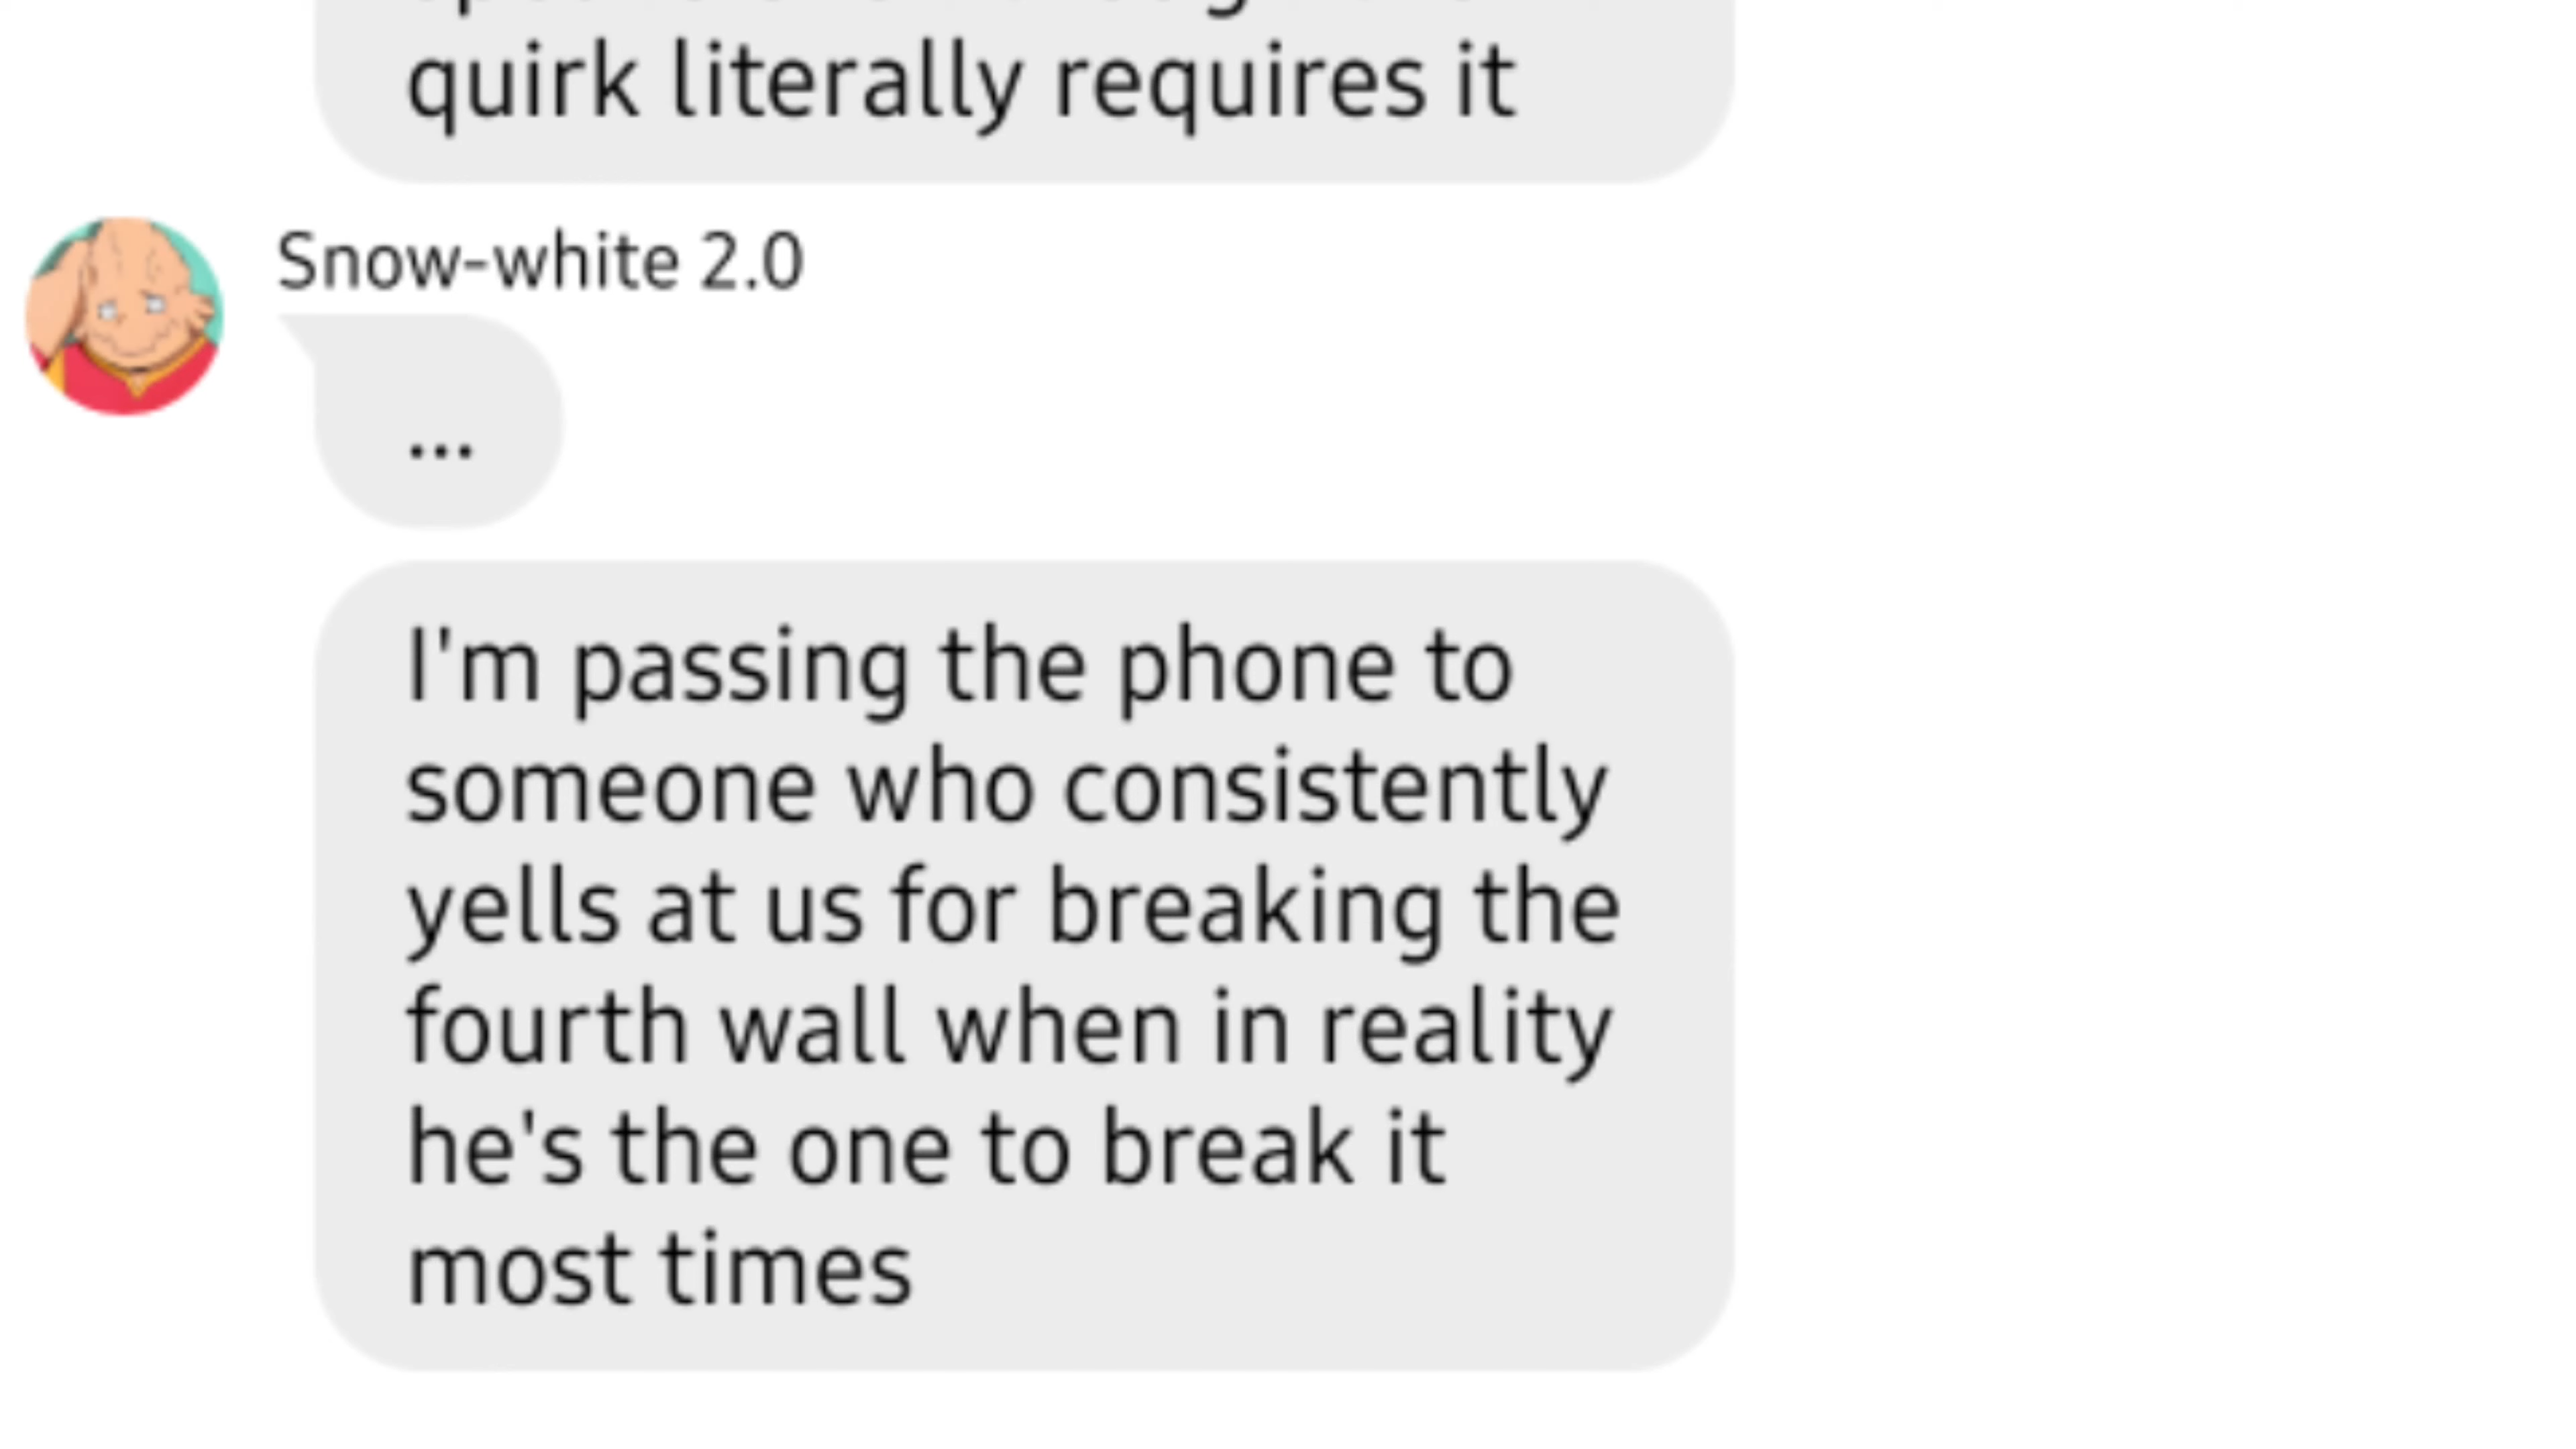 quirk literally requires it
Snow-white 2.0
...
I'm passing the phone to
someone who consistently
yells at us for breaking the
fourth wall when in reality
he's the one to break it
most times